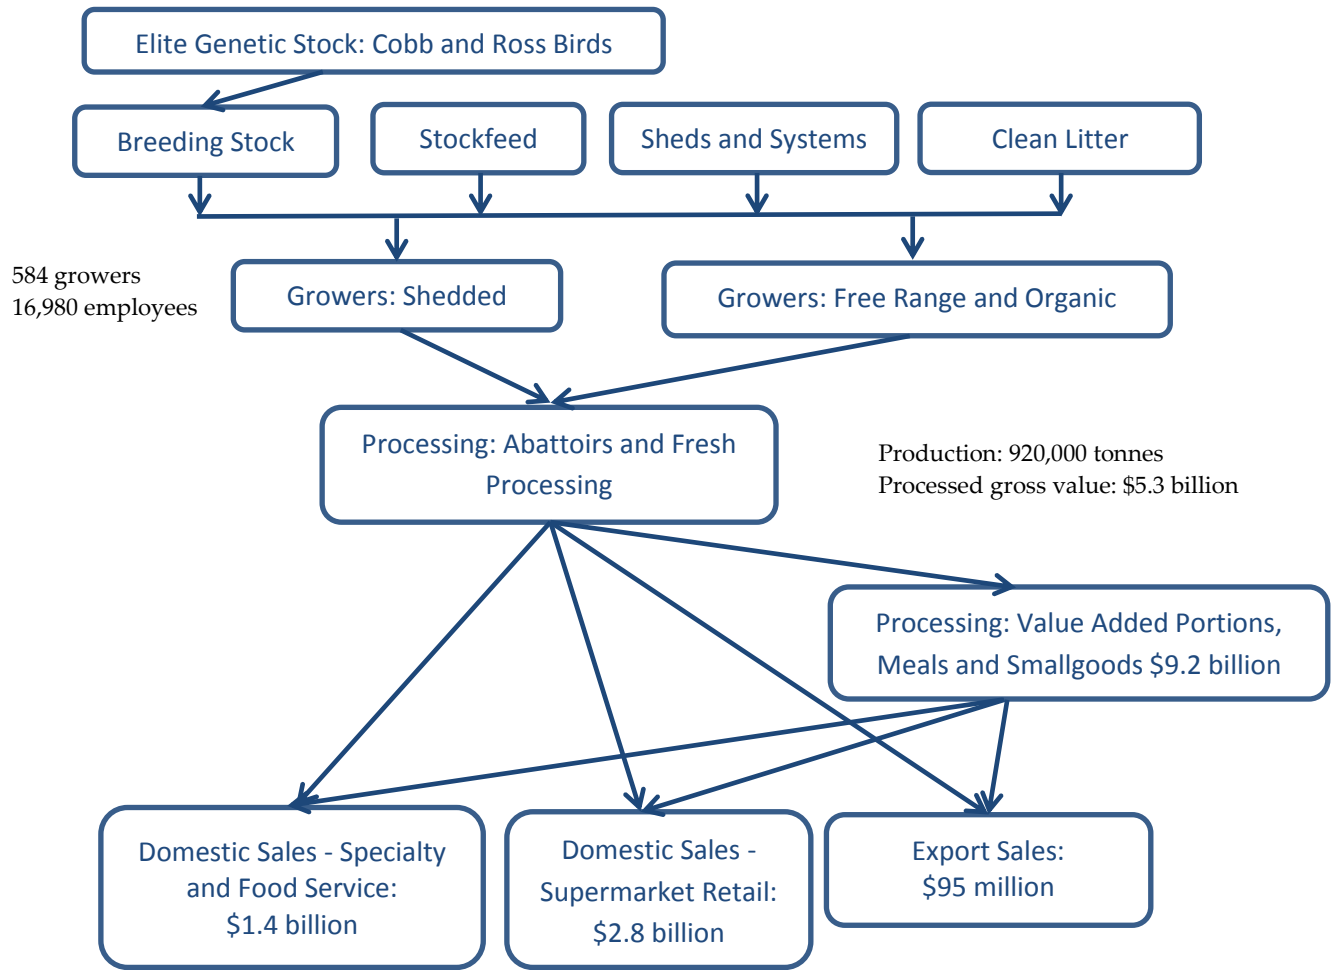 Elite Genetic Stock: Cobb and Ross Birds
Breeding Stock
Stockfeed
Sheds and Systems
Clean Litter
584 growers
16,980 employees
Growers: Shedded
Growers: Free Range and Organic
Processing: Abattoirs and Fresh
Processing
Production: 920,000 tonnes
Processed gross value: $5.3 billion
Processing: Value Added Portions,
Meals and Smallgoods $9.2 billion
Domestic Sales - Specialty
and Food Service:
$1.4 billion
Domestic Sales -
Supermarket Retail:
$2.8 billion
Export Sales:
$95 million